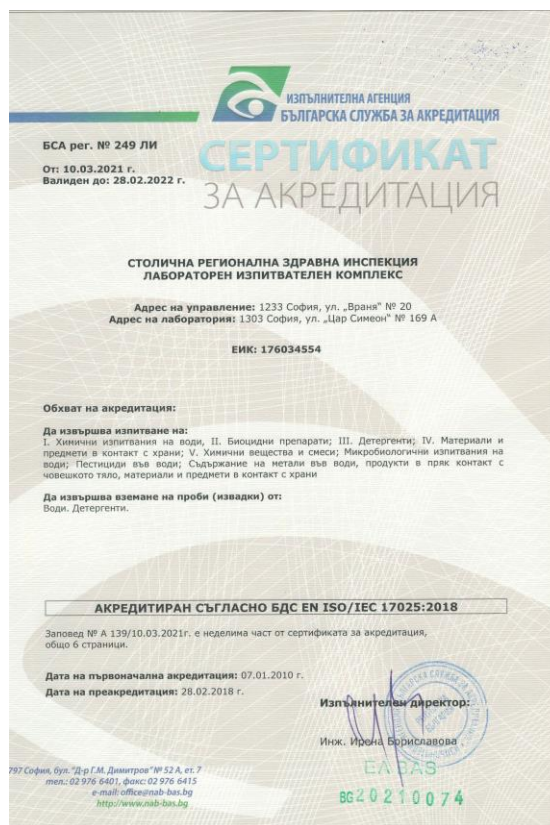 ИЗПЪЛНИТЕЛНА АГЕНЦИЯ
БЪЛГАРСКА СЛУЖБА ЗА АКРЕДИТАЦИЯ
БСА рег. № 249 ЛИ
От: 10.03.2021 г.
Валиден до: 28.02.2022 г.
СЕРТИФИКАТ
ЗА АКРЕДИТАЦИЯ
СТОЛИЧНА РЕГИОНАЛНА ЗДРАВНА ИНСПЕКЦИЯ
ЛАБОРАТОРЕН ИЗПИТВАТЕЛЕН КОМПЛЕКС
Адрес на управление: 1233 София, ул. „Враня" № 20
Адрес на лаборатория: 1303 София, ул. „Цар Симеон" № 169 А
ЕИК: 176034554
Обхват на акредитация:
Да извършва изпитване на:
I. Химични изпитвания на води, II. Биоцидни препарати; III. Детергенти; IV. Материали и
предмети в контакт с храни; V. Химични вещества и смеси; Микробиологични изпитвания на
води; Пестициди във води; Съдържание на метали във води, продукти в пряк контакт с
човешкото тяло, материали и предмети в контакт с храни
Да извършва вземане на проби (извадки) от:
Води. Детергенти.
АКРЕДИТИРАН СЪГЛАСНО БДС EN ISO/IEC 17025:2018
Заповед № А 139/10.03.2021г. е неделима част от сертификата за акредитация,
общо 6 страници.
Дата на първоначална акредитация: 07.01.2010 г.
Дата на преакредитация: 28.02.2018 г.
Изпълнителен директор:
Инж. Ирена Бориславова
797 София, бул. "Д-р Г.М. Димитров" № 52 А, ет. 7
тел.: 02 976 6401, факс: 02 976 6415
e-mail: office@nab-bas.bg
http://www.nab-bas.bg
EA BAS
BG20210074